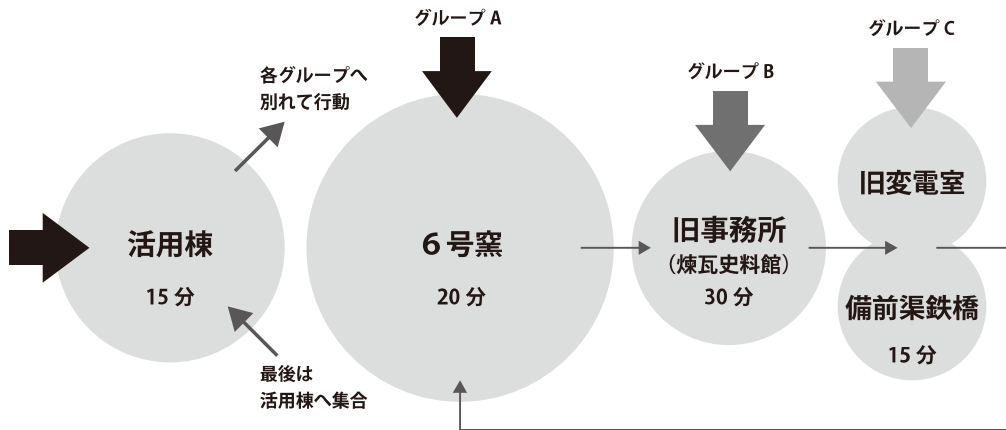 グループ A
グループ B
グループ C
各グループへ
別れて行動
活用棟
15 分
最後は
活用棟へ集合
６号窯
20 分
旧事務所
（煉瓦史料館）
30 分
旧変電室
備前渠鉄橋
15 分